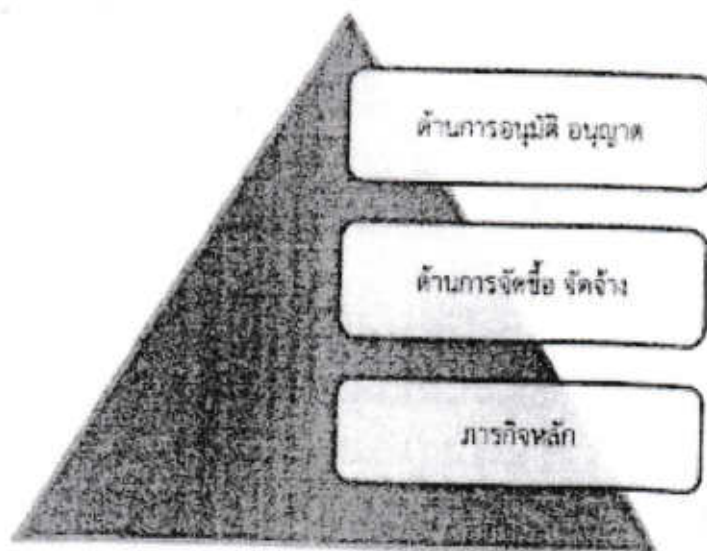 ด้านการอนุมัติ อนุญาต
ด้านการจัดซื้อ จัดจ้าง
ภารกิจหลัก